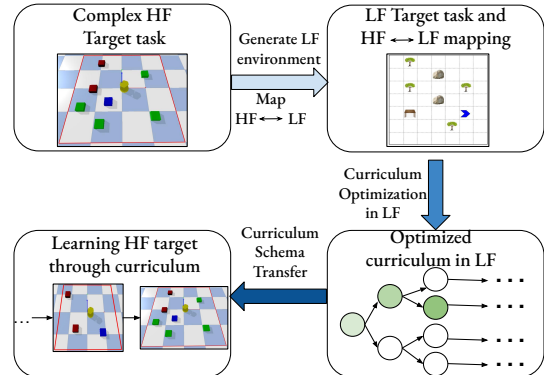 Complex HF
Target task
Generate LF
environment
Map
HF ⟷ LF
LF Target task and
HF ⟷ LF mapping
Curriculum
Optimization
in LF
Learning HF target
through curriculum
...
Curriculum
Schema
Transfer
Optimized
curriculum in LF
...
...
...
...